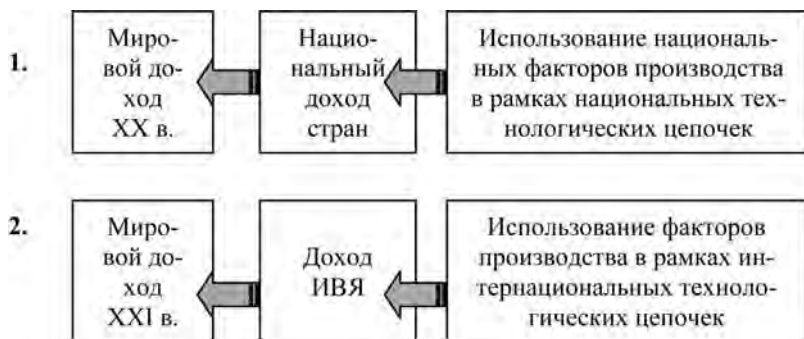 1.
Миро-
вой до-
ход
XX в.
Нацио-
нальный
доход
стран
Использование националь-
ных факторов производства
в рамках национальных тех-
нологических цепочек
2.
Миро-
вой до-
ход
XXI в.
Доход
ИВЯ
Использование факторов
производства в рамках ин-
тернациональных техноло-
гических цепочек